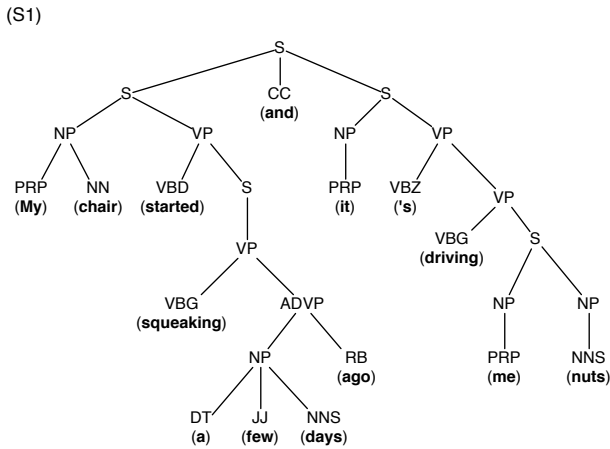 (S1)
S
S CC S
(and)
NP VP NP VP
PRP NN VBD S PRP VBZ VP
(My) (chair) (started) (it) ('s)
VBG S
(driving)
VP
VBG ADVP NP NP
(squeaking)
NP RB PRP NNS
(ago) (me) (nuts)
DT JJ NNS
(a) (few) (days)